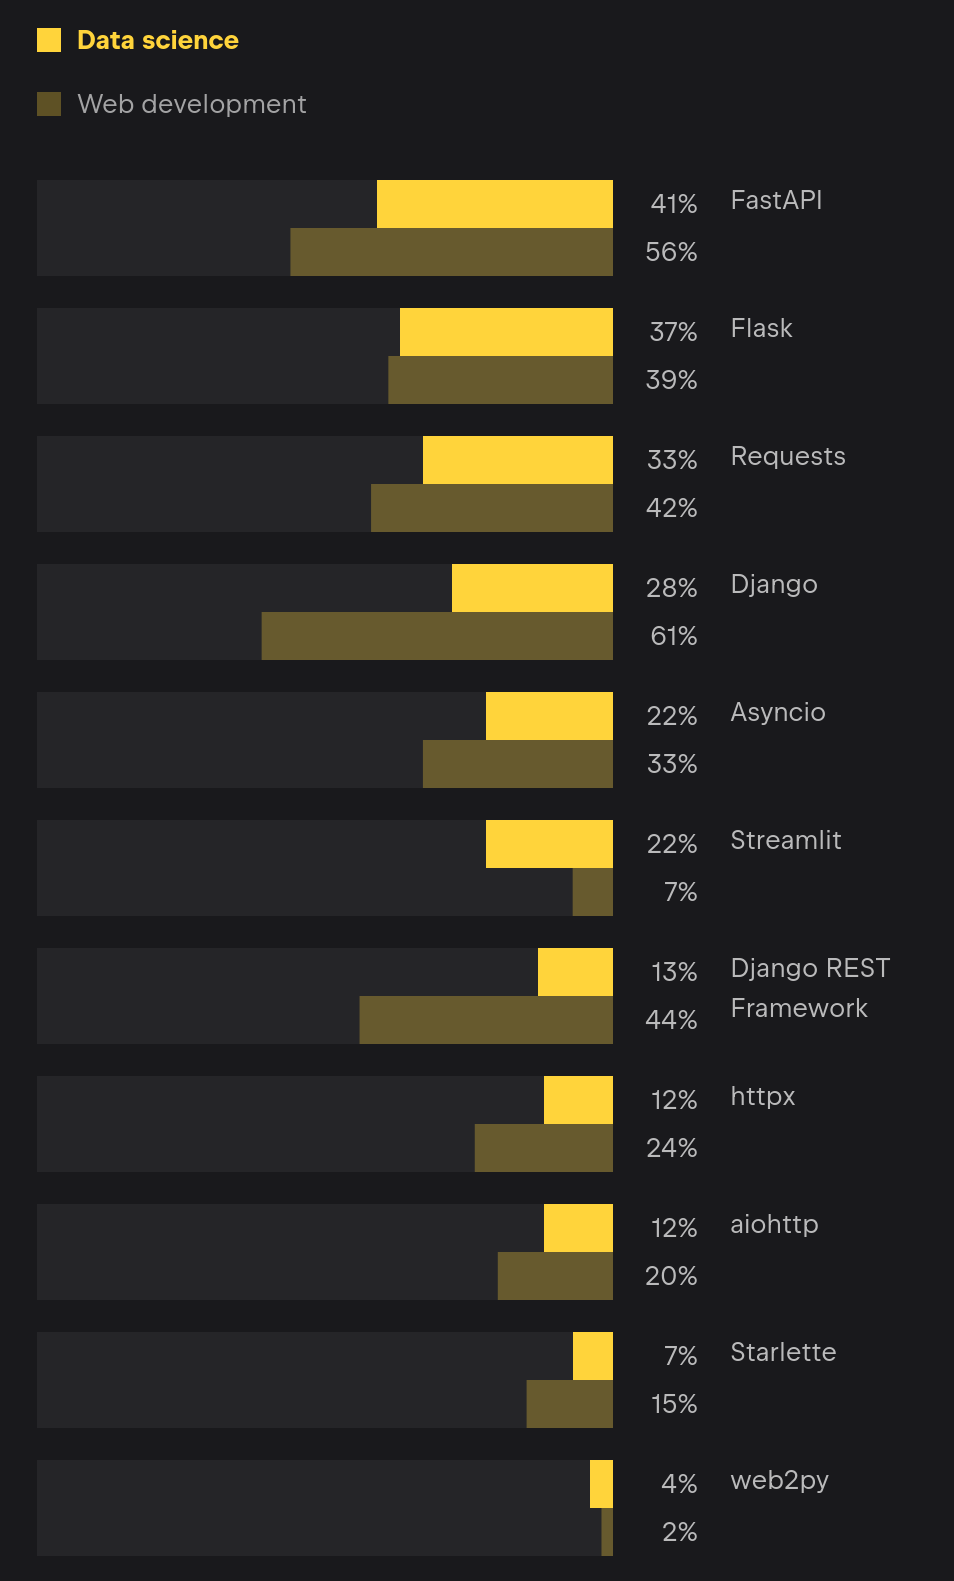 Data science
Web development
41% FastAPI
56%
37% Flask
39%
33% Requests
42%
28% Django
61%
22% Asyncio
33%
22% Streamlit
7%
13% Django REST
44% Framework
12% httpx
24%
12% aiohttp
20%
7% Starlette
15%
4% web2py
2%